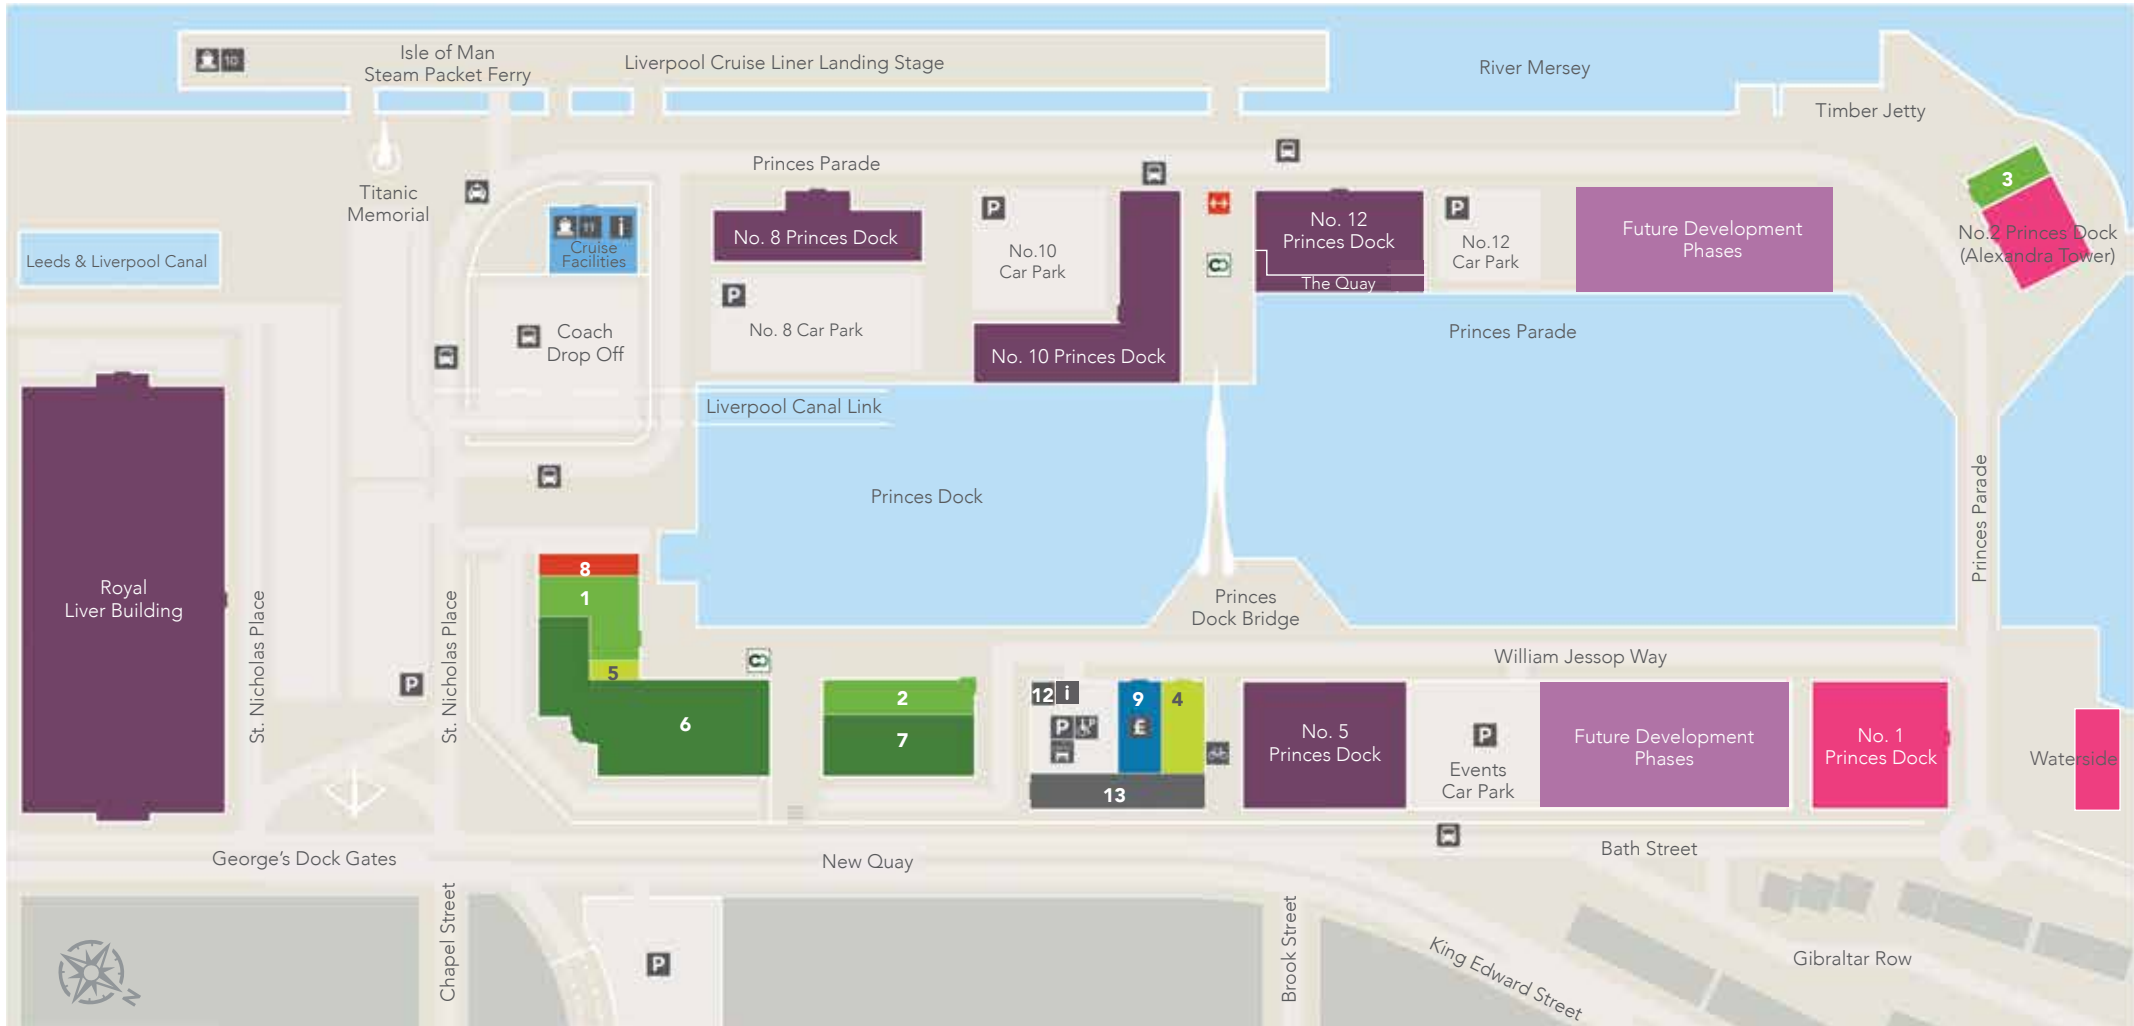 10
Isle of Man
Steam Packet Ferry
Liverpool Cruise Liner Landing Stage
River Mersey
Timber Jetty
Princes Parade
Titanic
Memorial
P
3
11 i
Cruise
Facilities
No. 8 Princes Dock
No.10
Car Park
No. 12
Princes Dock
The Quay
P
No.12
Car Park
Future Development
Phases
No.2 Princes Dock
(Alexandra Tower)
Leeds & Liverpool Canal
P
No. 8 Car Park
Coach
Drop Off
No. 10 Princes Dock
Princes Parade
Liverpool Canal Link
Princes Dock
Princes Parade
Royal
Liver Building
St. Nicholas Place
St. Nicholas Place
8
1
5
6
Princes
Dock Bridge
William Jessop Way
P
2
7
12 i
P
9
£
4
13
No. 5
Princes Dock
P
Events
Car Park
Future Development
Phases
No. 1
Princes Dock
Waterside
George's Dock Gates
New Quay
Bath Street
Chapel Street
P
Brook Street
King Edward Street
Gibraltar Row
N